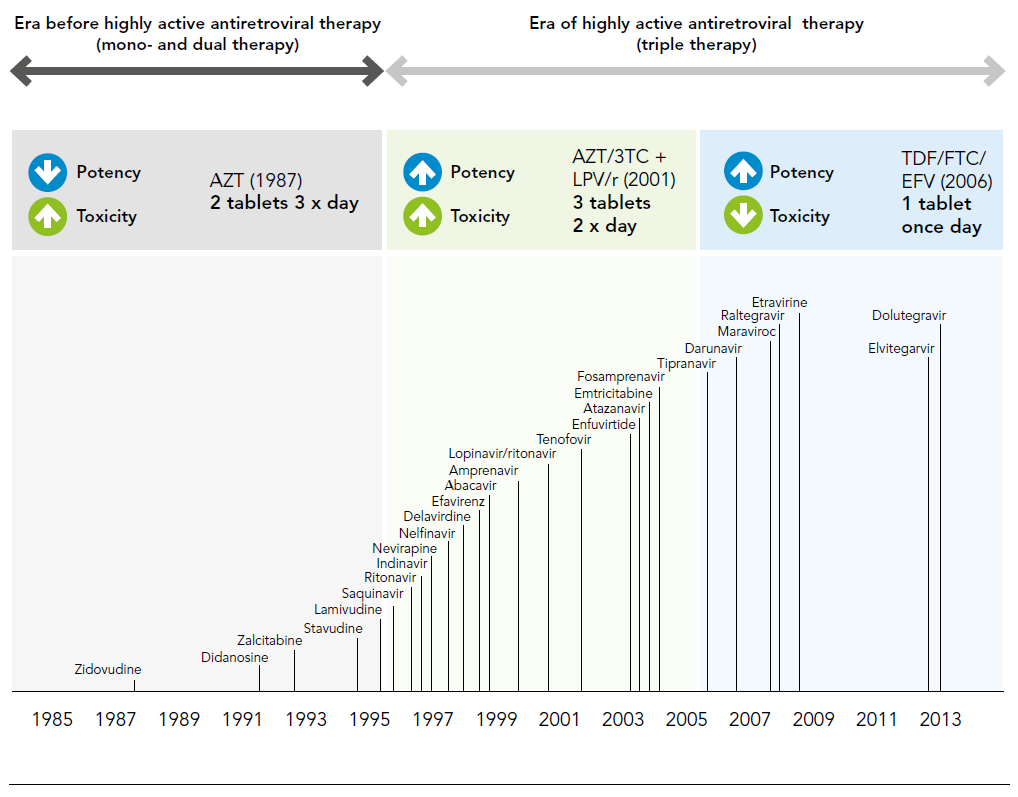 Era before highly active antiretroviral therapy
(mono- and dual therapy)
Era of highly active antiretroviral therapy
(triple therapy)
Potency
Toxicity
AZT (1987)
2 tablets 3 x day
Potency
Toxicity
AZT/3TC +
LPV/r (2001)
3 tablets
2 x day
Potency
Toxicity
TDF/FTC/
EFV (2006)
1 tablet
once day
Zidovudine
Didanosine
Zalcitabine
Stavudine
Lamivudine
Saquinavir
Ritonavir
Indinavir
Nevirapine
Nelfinavir
Delavirdine
Efavirenz
Abacavir
Amprenavir
Lopinavir/ritonavir
Tenofovir
Enfuvirtide
Atazanavir
Emtricitabine
Fosamprenavir
Tipranavir
Darunavir
Maraviroc
Raltegravir
Etravirine
Elvitegarvir
Dolutegravir
1985 1987 1989 1991 1993 1995 1997 1999 2001 2003 2005 2007 2009 2011 2013